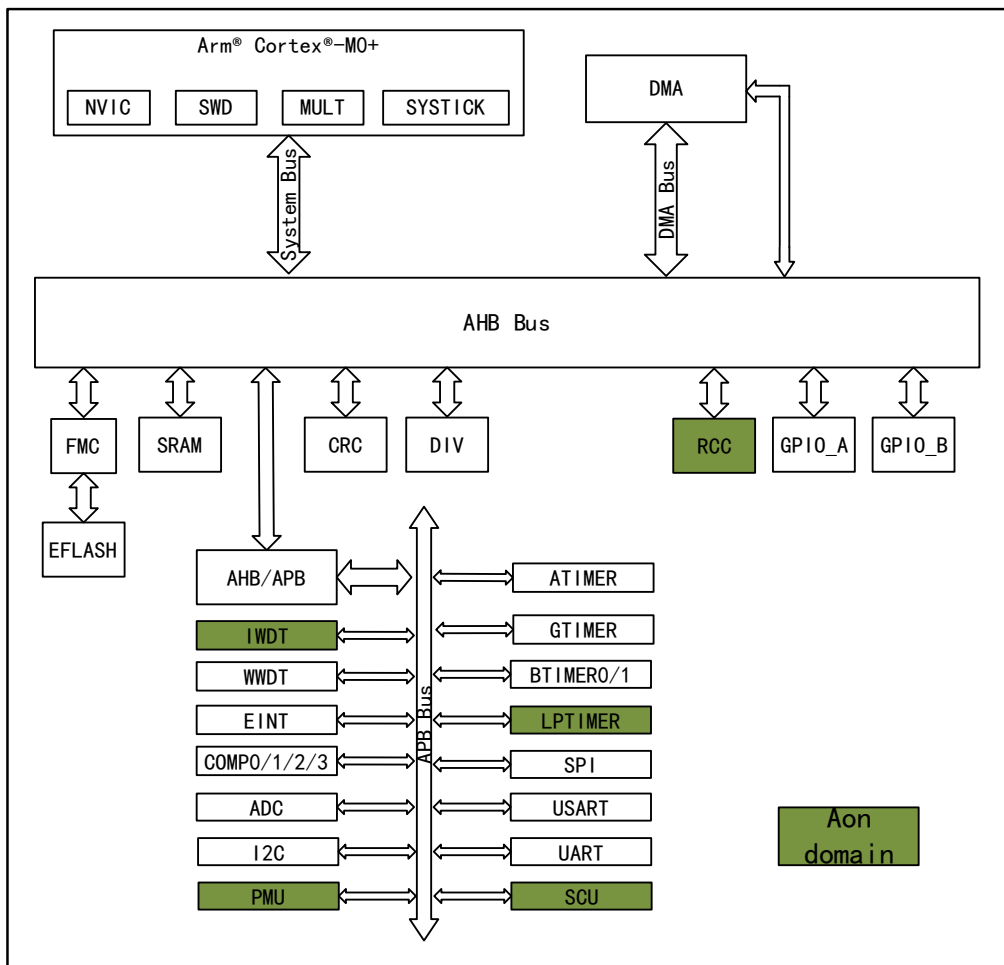 Arm® Cortex®-M0+
NVIC
SWD
MULT
SYSTICK
DMA
System Bus
DMA Bus
AHB Bus
FMC
SRAM
CRC
DIV
RCC
GPIO_A
GPIO_B
EFLASH
AHB/APB
ATIMER
IWDT
GTIMER
WWDT
BTIMER0/1
EINT
LPTIMER
APB Bus
COMP0/1/2/3
SPI
ADC
USART
I2C
UART
PMU
SCU
Aon
domain